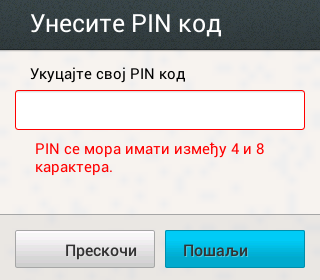 Унесите PIN код
Укуцајте свој PIN код
PIN се мора имати између 4 и 8
карактера.
Прескочи
Пошаљи